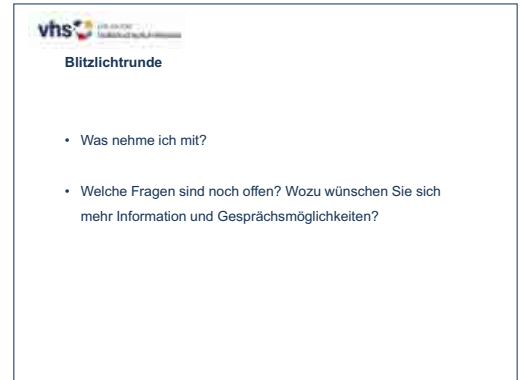 vhs
Blitzlichtrunde
• Was nehme ich mit?
• Welche Fragen sind noch offen? Wozu wünschen Sie sich
mehr Information und Gesprächsmöglichkeiten?